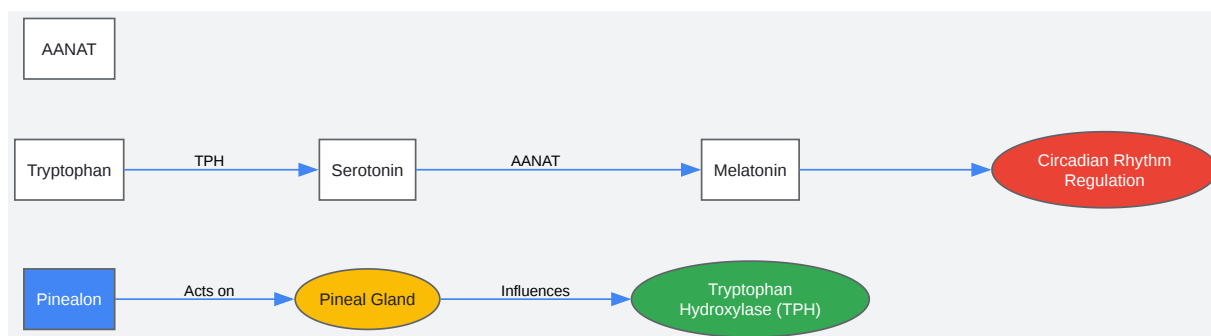 AANAT
Tryptophan
TPH
Serotonin
AANAT
Melatonin
Circadian Rhythm
Regulation
Pinealon
Acts on
Pineal Gland
Influences
Tryptophan
Hydroxylase (TPH)